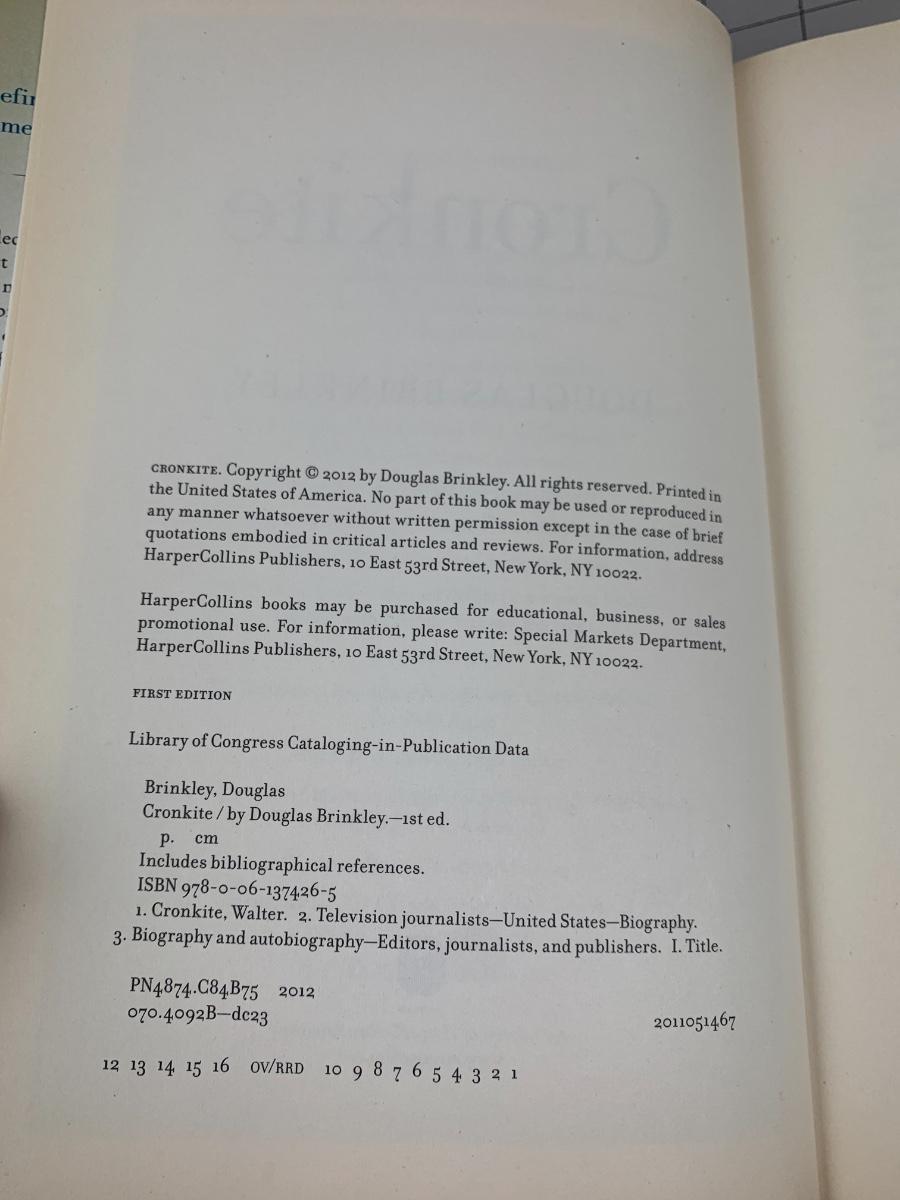 efin
me
Cronkite
DOUGLAS BRINKLEY
CRONKITE. Copyright © 2012 by Douglas Brinkley. All rights reserved. Printed in
the United States of America. No part of this book may be used or reproduced in
any manner whatsoever without written permission except in the case of brief
quotations embodied in critical articles and reviews. For information, address
HarperCollins Publishers, 10 East 53rd Street, New York, NY 10022.
HarperCollins books may be purchased for educational, business, or sales
promotional use. For information, please write: Special Markets Department,
HarperCollins Publishers, 10 East 53rd Street, New York, NY 10022.
FIRST EDITION
Library of Congress Cataloging-in-Publication Data
Brinkley, Douglas
Cronkite / by Douglas Brinkley.—1st ed.
p. cm
Includes bibliographical references.
ISBN 978-0-06-137426-5
1. Cronkite, Walter. 2. Television journalists—United States—Biography.
3. Biography and autobiography—Editors, journalists, and publishers. I. Title.
PN4874.C84B75 2012
070.4092B—dc23
2011051467
12 13 14 15 16 OV/RRD 10 9 8 7 6 5 4 3 2 1